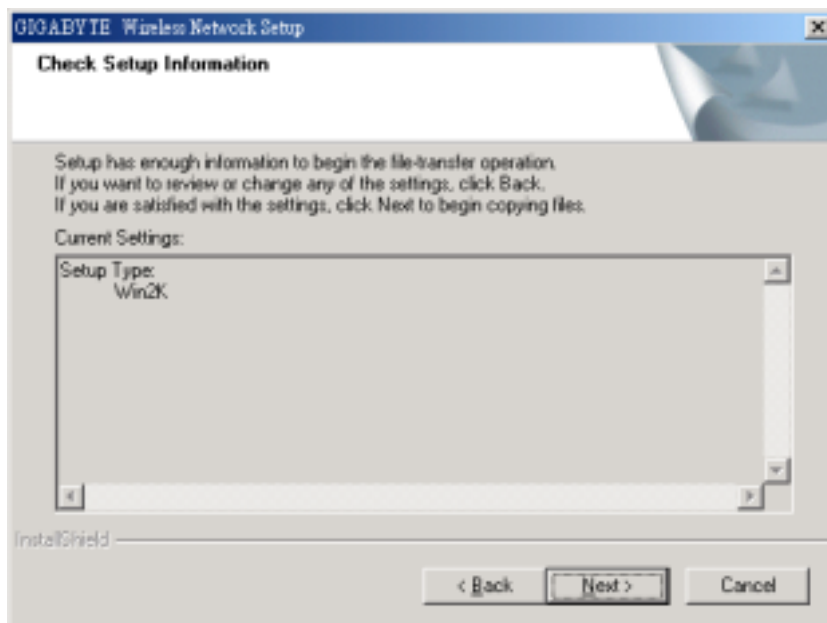 GIGABYTE Wireless Network Setup
Check Setup Information
Setup has enough information to begin the file-transfer operation.
If you want to review or change any of the settings, click Back.
If you are satisfied with the settings, click Next to begin copying files.
Current Settings:
Setup Type:
Win2K
InstallShield
< Back
Next >
Cancel